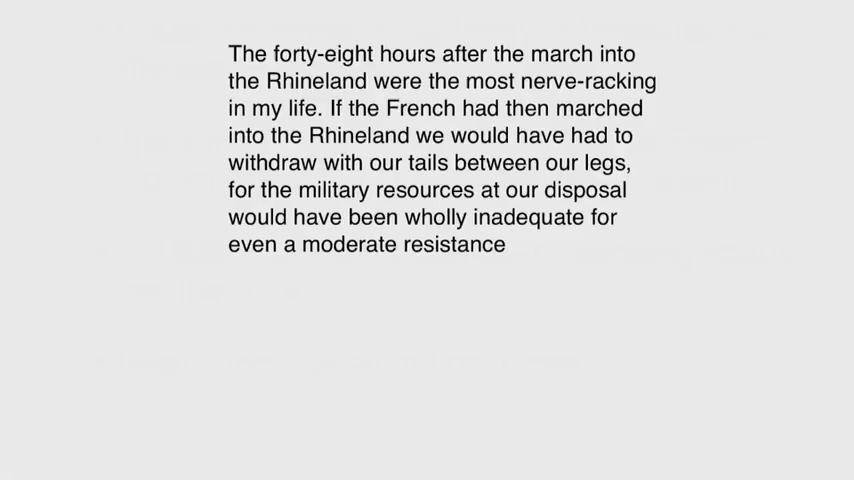 The forty-eight hours after the march into
the Rhineland were the most nerve-racking
in my life. If the French had then marched
into the Rhineland we would have had to
withdraw with our tails between our legs,
for the military resources at our disposal
would have been wholly inadequate for
even a moderate resistance